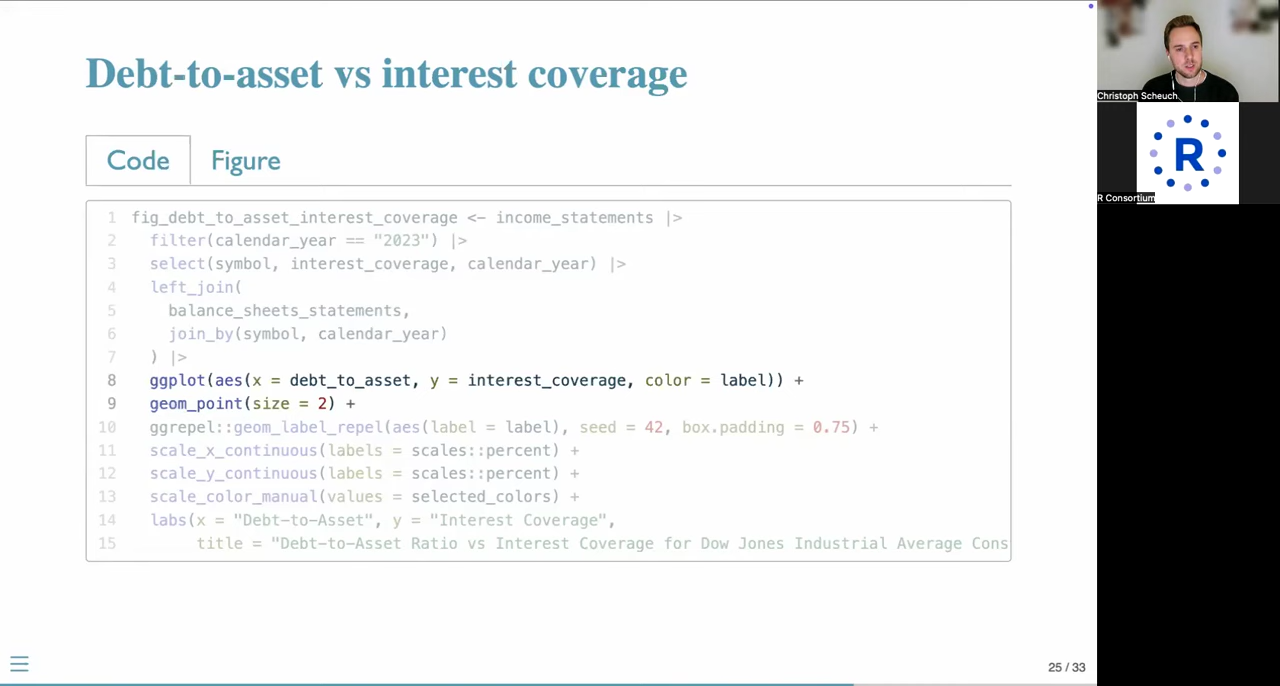 Debt-to-asset vs interest coverage
Code
Figure
1 fig_debt_to_asset_interest_coverage <- income_statements |>
2 filter(calendar_year == "2023") |>
3 select(symbol, interest_coverage, calendar_year) |>
4 left_join(
5 balance_sheets_statements,
6 join_by(symbol, calendar_year)
7 ) |>
8 ggplot(aes(x = debt_to_asset, y = interest_coverage, color = label)) +
9 geom_point(size = 2) +
10 ggrepel::geom_label_repel(aes(label = label), seed = 42, box.padding = 0.75) +
11 scale_x_continuous(labels = scales::percent) +
12 scale_y_continuous(labels = scales::percent) +
13 scale_color_manual(values = selected_colors) +
14 labs(x = "Debt-to-Asset", y = "Interest Coverage",
15 title = "Debt-to-Asset Ratio vs Interest Coverage for Dow Jones Industrial Average Cons
25 / 33
Christoph Scheuch
R
R Consortium